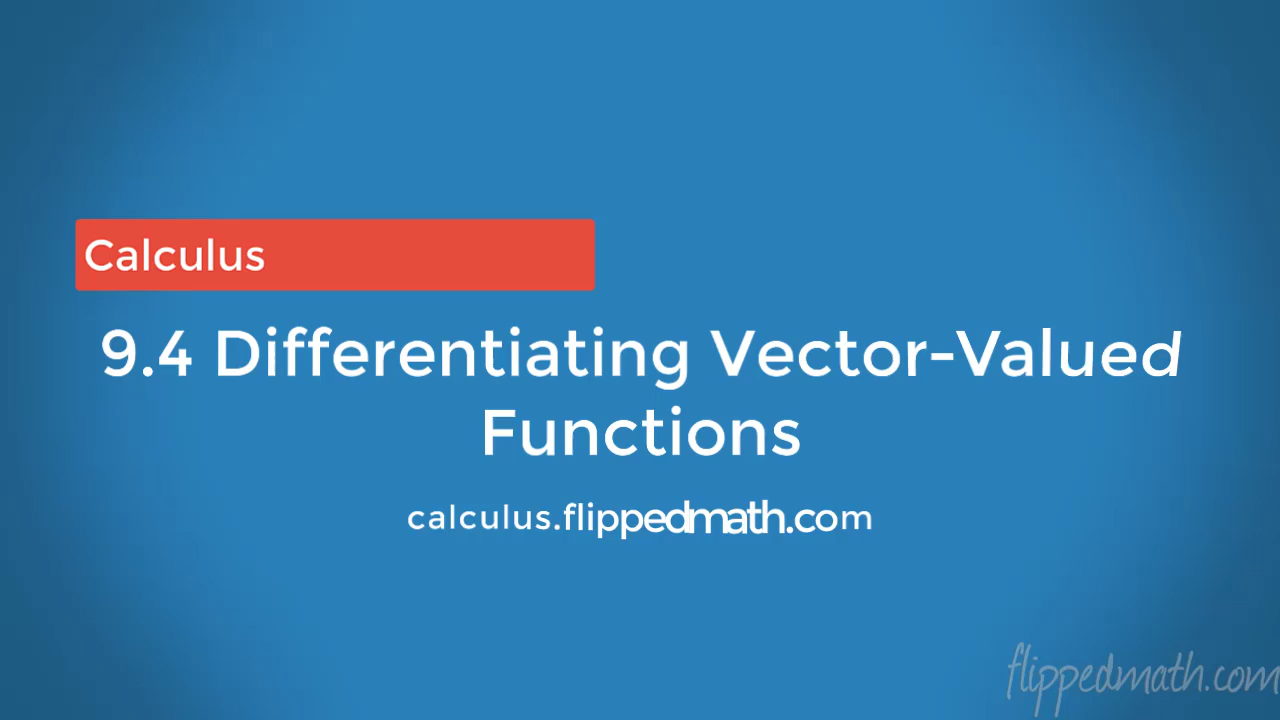 Calculus
9.4 Differentiating Vector-Valued
Functions
calculus.flippedmath.com
flippedmath.com